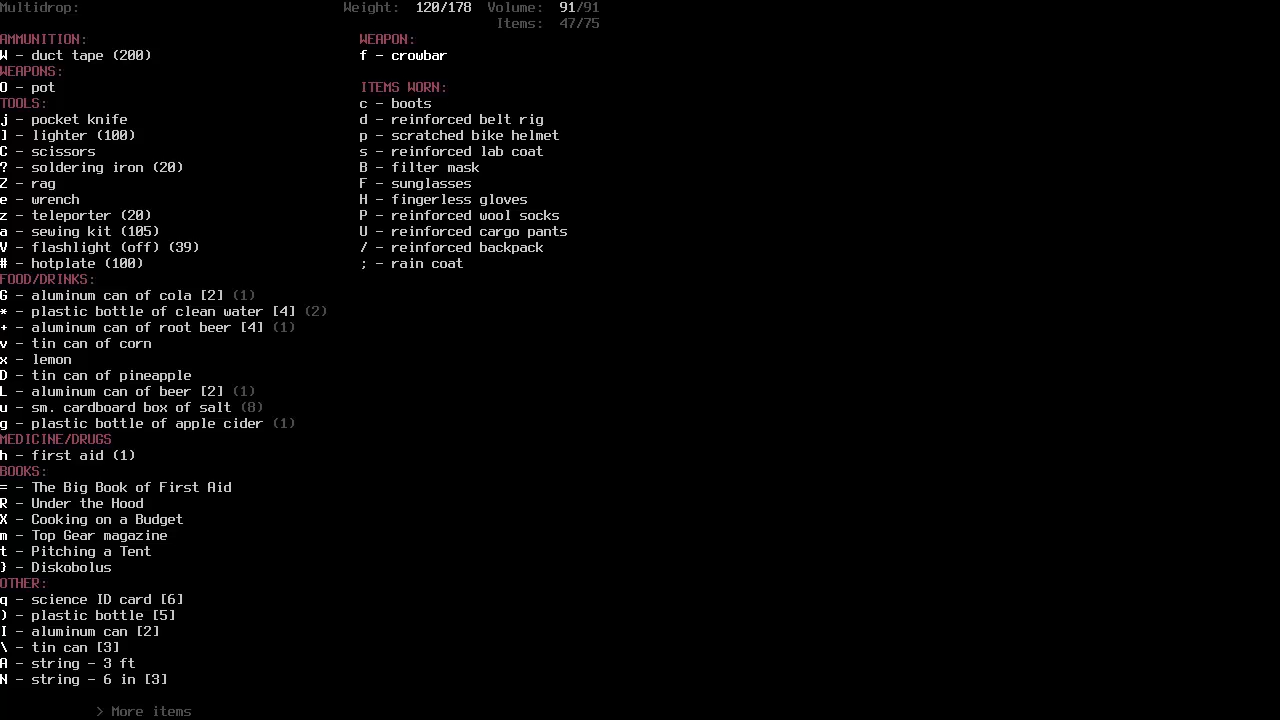 Multidrop: Weight: 120/178 Volume: 91/91
Items: 47/75
AMMUNITION: WEAPON:
W - duct tape (200) f - crowbar
WEAPONS:
O - pot ITEMS WORN:
TOOLS: c - boots
j - pocket knife d - reinforced belt rig
] - lighter (100) p - scratched bike helmet
C - scissors s - reinforced lab coat
? - soldering iron (20) B - filter mask
Z - rag F - sunglasses
e - wrench H - fingerless gloves
z - teleporter (20) P - reinforced wool socks
a - sewing kit (105) U - reinforced cargo pants
V - flashlight (off) (39) / - reinforced backpack
# - hotplate (100) ; - rain coat
FOOD/DRINKS:
G - aluminum can of cola [2] (1)
* - plastic bottle of clean water [4] (2)
+ - aluminum can of root beer [4] (1)
v - tin can of corn
x - lemon
D - tin can of pineapple
L - aluminum can of beer [2] (1)
u - sm. cardboard box of salt (8)
g - plastic bottle of apple cider (1)
MEDICINE/DRUGS
h - first aid (1)
BOOKS:
= - The Big Book of First Aid
R - Under the Hood
X - Cooking on a Budget
m - Top Gear magazine
t - Pitching a Tent
} - Diskobolus
OTHER:
q - science ID card [6]
) - plastic bottle [5]
I - aluminum can [2]
\ - tin can [3]
A - string - 3 ft
N - string - 6 in [3]
> More items